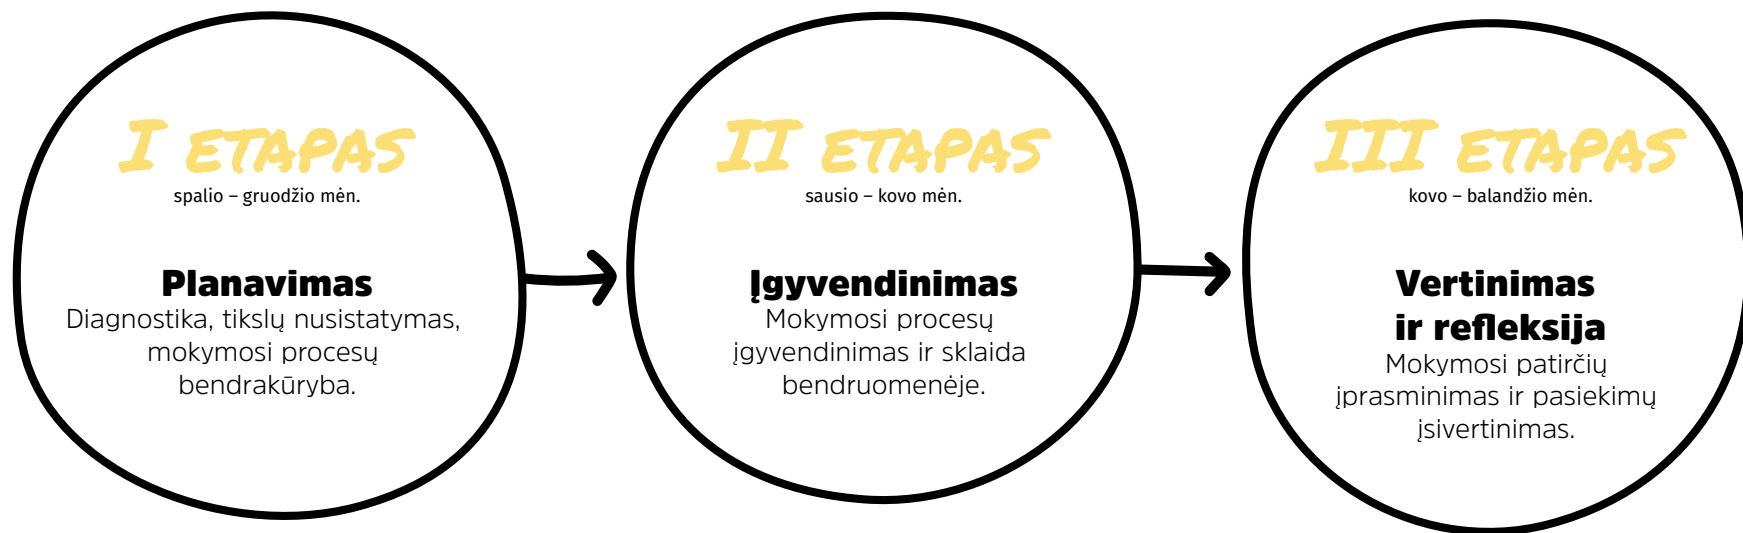 I ETAPAS
spalio – gruodžio mėn.
Planavimas
Diagnostika, tikslų nusistatymas,
mokymosi procesų
bendrakūryba.
II ETAPAS
sausio – kovo mėn.
Įgyvendinimas
Mokymosi procesų
įgyvendinimas ir sklaida
bendruomenėje.
III ETAPAS
kovo – balandžio mėn.
Vertinimas
ir refleksija
Mokymosi patirčių
įprasminimas ir pasiekimų
įsivertinimas.